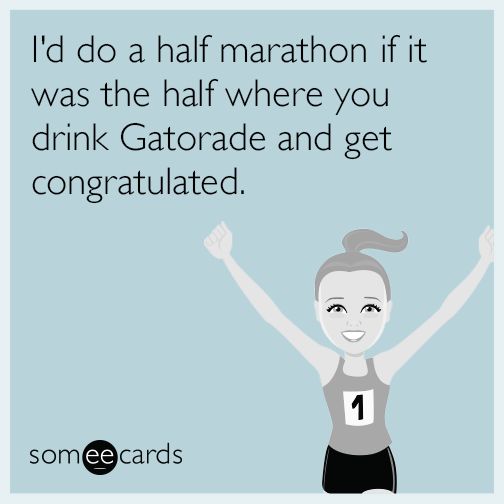 I'd do a half marathon if it
was the half where you
drink Gatorade and get
congratulated.
1
someecards